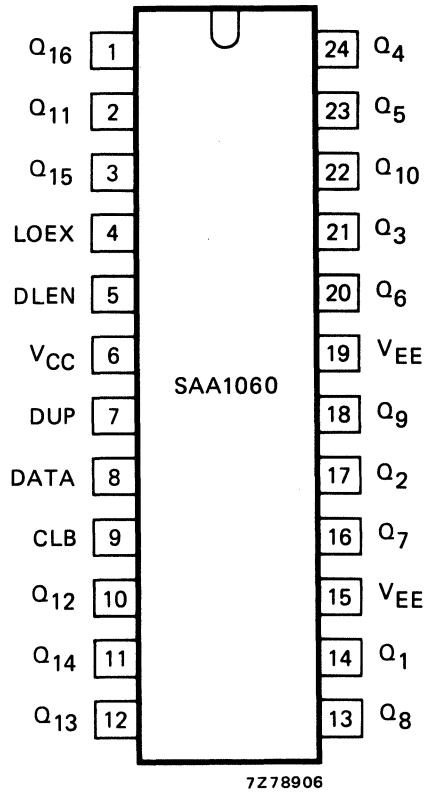 Q16 1 24 Q4
Q11 2 23 Q5
Q15 3 22 Q10
LOEX 4 21 Q3
DLEN 5 20 Q6
VCC 6 19 VEE
SAA1060
DUP 7 18 Q9
DATA 8 17 Q2
CLB 9 16 Q7
Q12 10 15 VEE
Q14 11 14 Q1
Q13 12 13 Q8
7Z78906